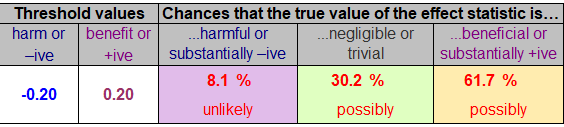 Threshold values
Chances that the true value of the effect statistic is…
harm or –ive
benefit or +ive
...harmful or substantially –ive
...negligible or trivial
...beneficial or substantially +ive
-0.20
0.20
8.1 %
unlikely
30.2 %
possibly
61.7 %
possibly